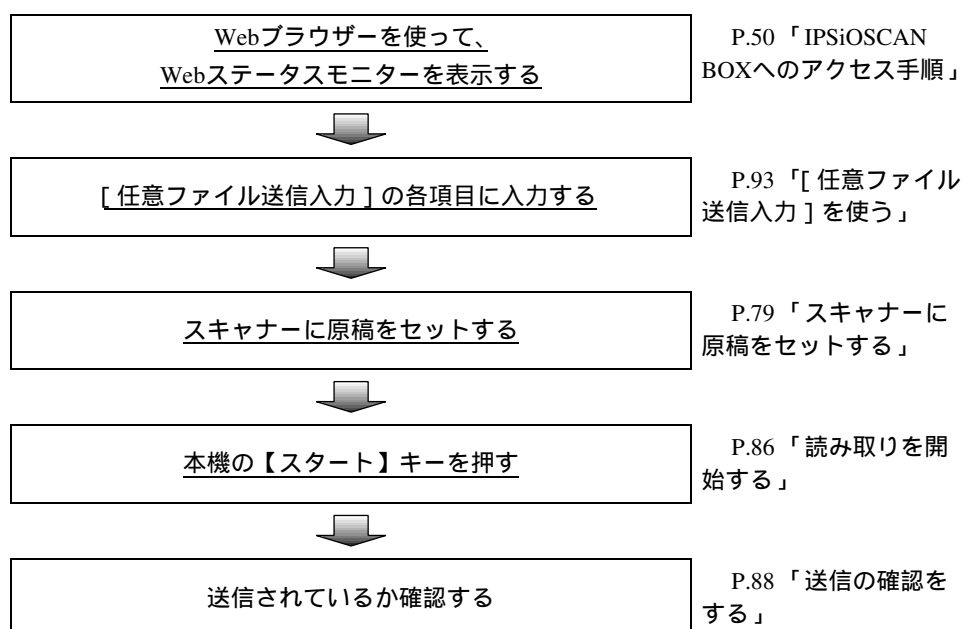 Webブラウザーを使って、
Webステータスモニターを表示する
P.50「IPSiOSCAN
BOXへのアクセス手順」
[任意ファイル送信入力]の各項目に入力する
P.93「[任意ファイル
送信入力]を使う」
スキャナーに原稿をセットする
P.79「スキャナーに
原稿をセットする」
本機の【スタート】キーを押す
P.86「読み取りを開
始する」
送信されているか確認する
P.88「送信の確認を
する」